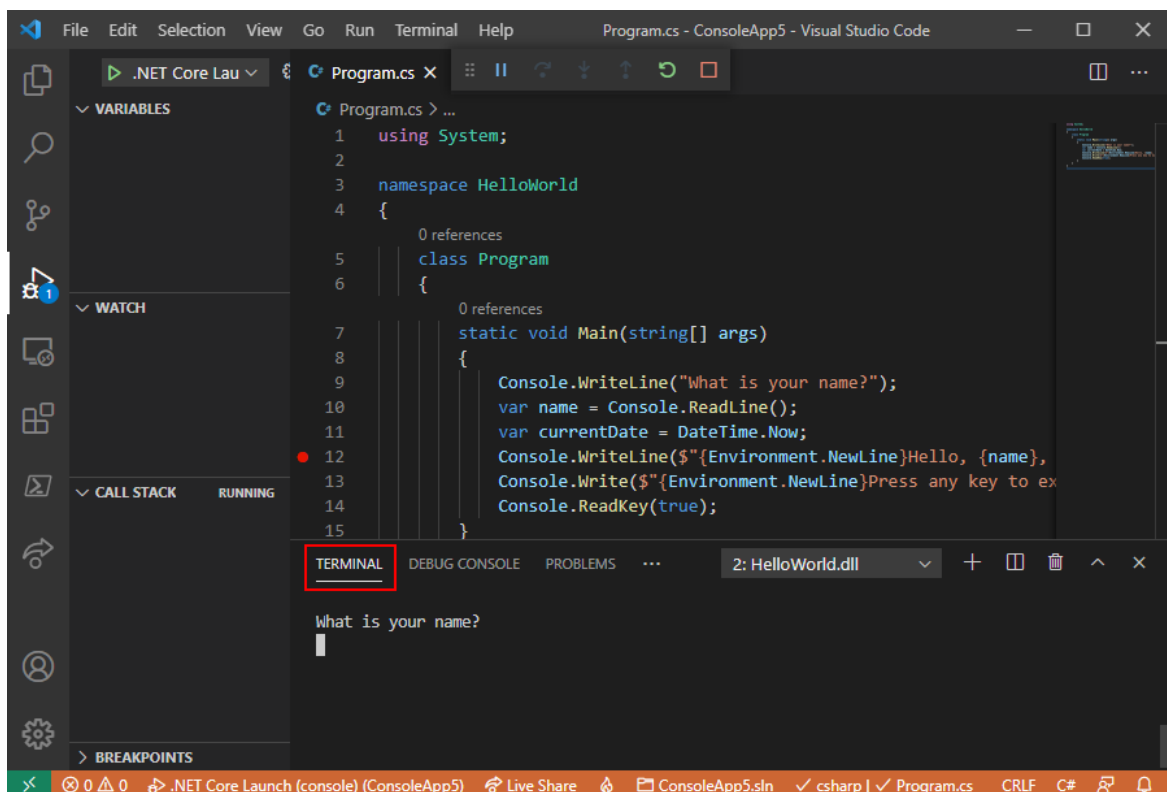 File Edit Selection View Go Run Terminal Help Program.cs - ConsoleApp5 - Visual Studio Code
.NET Core Lau
Program.cs
VARIABLES
Program.cs > ...
1 using System;
2
3 namespace HelloWorld
4 {
0 references
5 class Program
6 {
0 references
7 static void Main(string[] args)
8 {
9 Console.WriteLine("What is your name?");
10 var name = Console.ReadLine();
11 var currentDate = DateTime.Now;
12 Console.WriteLine($"{Environment.NewLine}Hello, {name},
13 Console.Write($"{Environment.NewLine}Press any key to ex
14 Console.ReadKey(true);
15 }
1
WATCH
CALL STACK RUNNING
TERMINAL DEBUG CONSOLE PROBLEMS ... 2: HelloWorld.dll
What is your name?
BREAKPOINTS
0 0 .NET Core Launch (console) (ConsoleApp5) Live Share ConsoleApp5.sln csharp | Program.cs CRLF C#